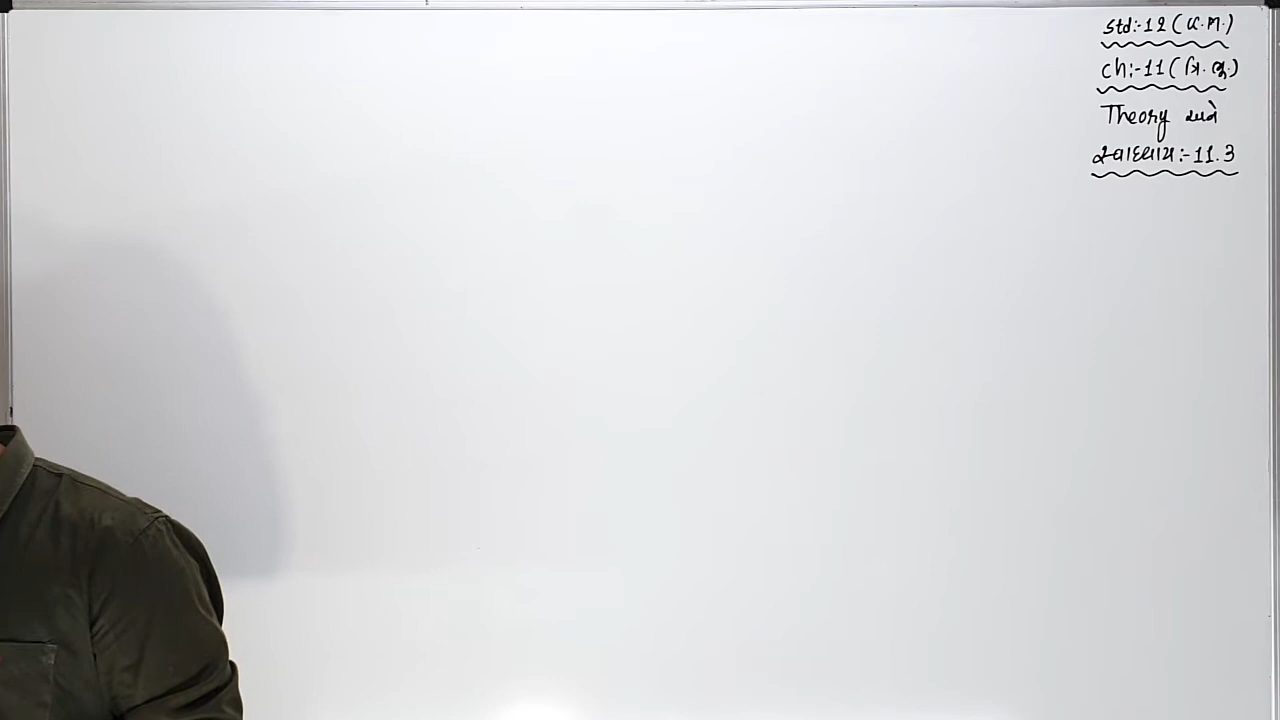 Std:-12 (G.M.)
Ch:-11 (ત્રિ. ભૂ.)
Theory અને
સ્વાધ્યાય:-11.3